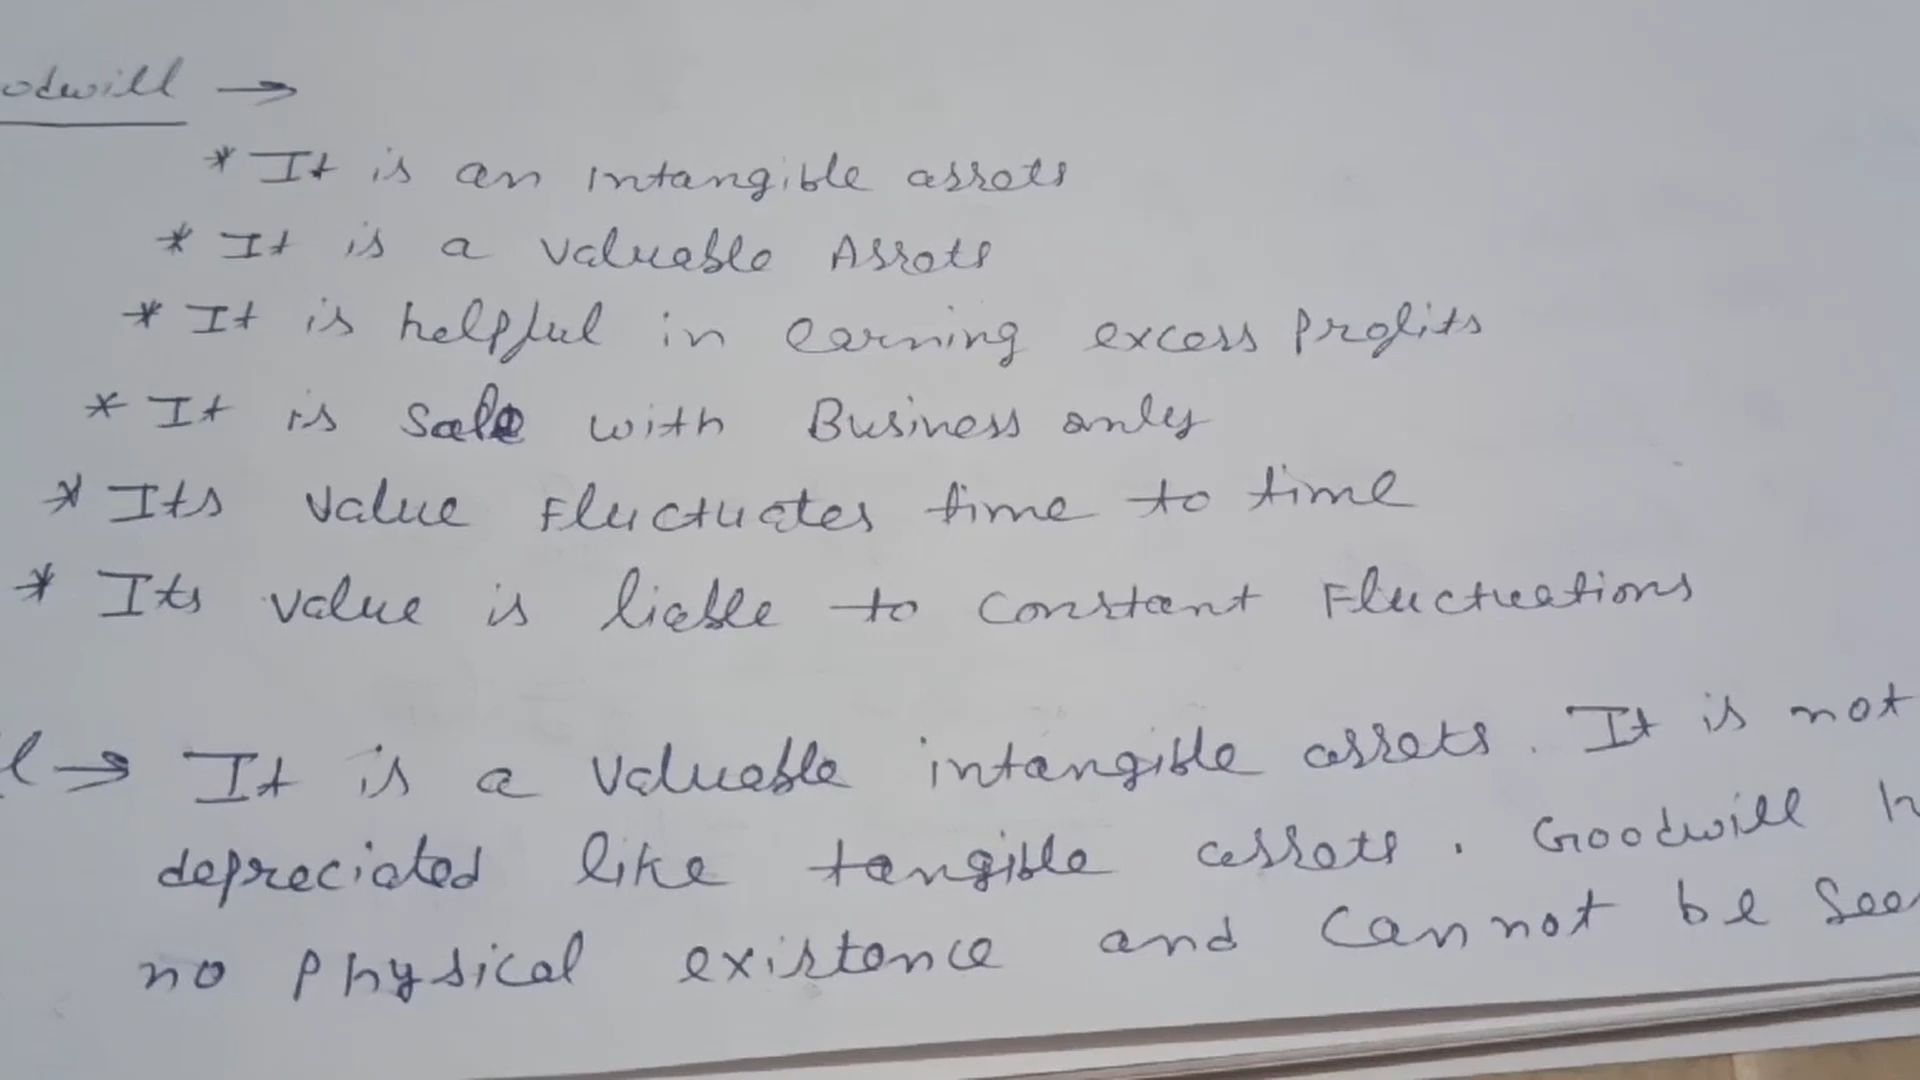 odwill →
* It is an intangible assets
* It is a valuable Assets
* It is helpful in earning excess profits
* It is Sale with Business only
* Its value Fluctuates time to time
* Its value is liable to constant Fluctuations
l → It is a valuable intangible assets. It is not
depreciated like tangible assets. Goodwill h
no physical existence and cannot be See